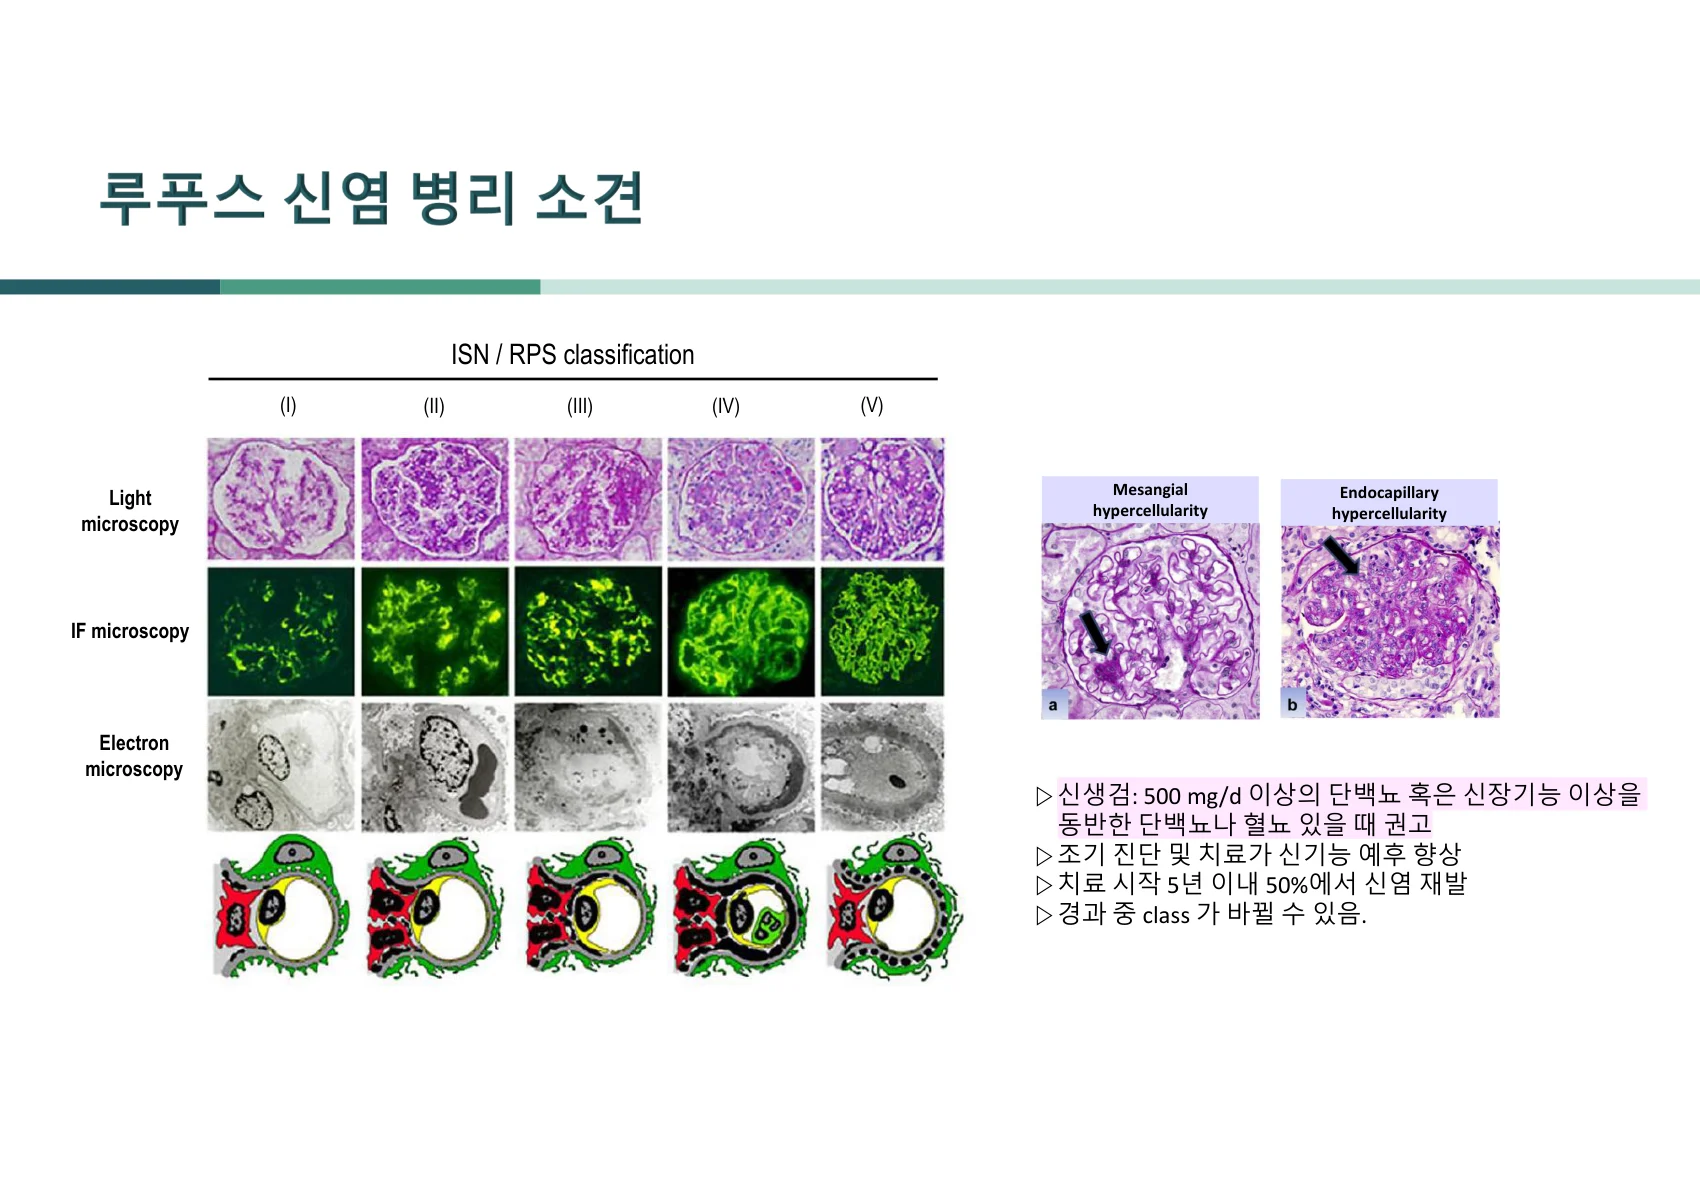 루푸스 신염 병리 소견
ISN / RPS classification
(I) (II) (III) (IV) (V)
Light
microscopy
IF microscopy
Electron
microscopy
Mesangial
hypercellularity
a
Endocapillary
hypercellularity
b
▷신생검: 500 mg/d 이상의 단백뇨 혹은 신장기능 이상을
동반한 단백뇨나 혈뇨 있을 때 권고
▷조기 진단 및 치료가 신기능 예후 향상
▷치료 시작 5년 이내 50%에서 신염 재발
▷경과 중 class 가 바뀔 수 있음.